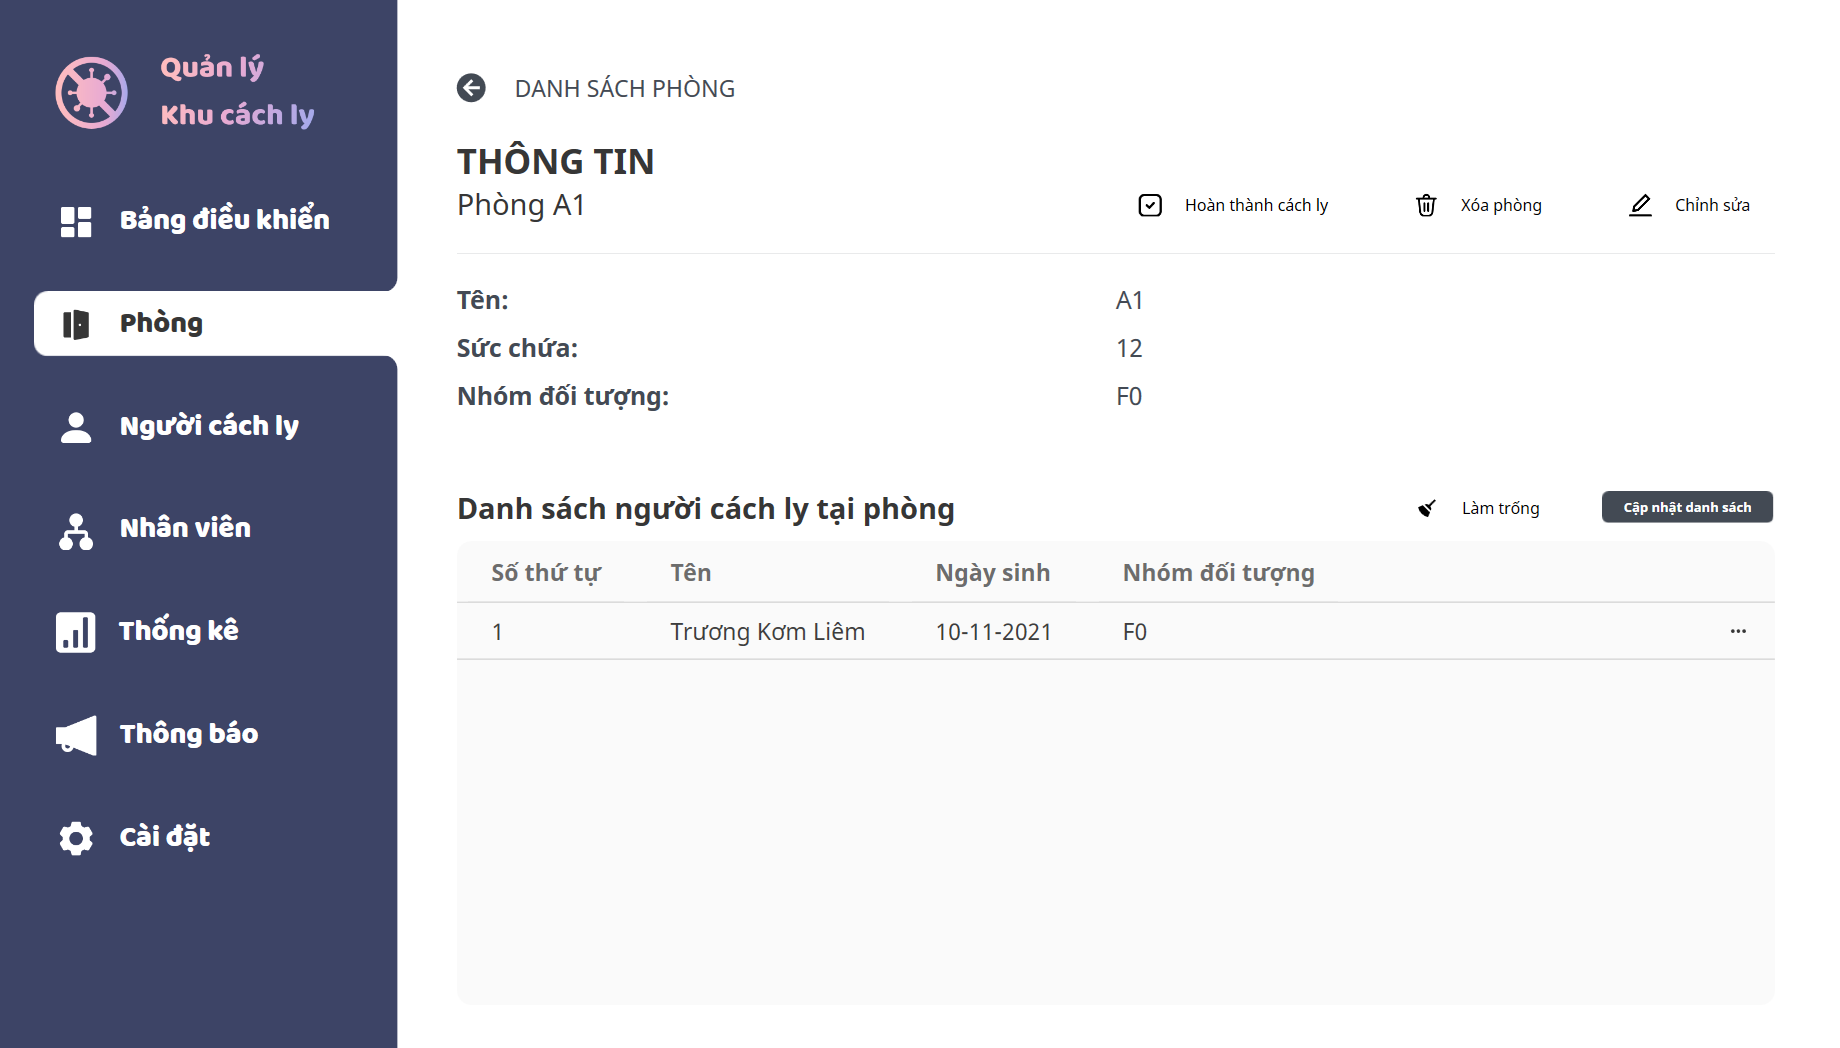 Quản lý
Khu cách ly
Bảng điều khiển
Phòng
Người cách ly
Nhân viên
Thống kê
Thông báo
Cài đặt
DANH SÁCH PHÒNG
THÔNG TIN
Phòng A1
Hoàn thành cách ly Xóa phòng Chỉnh sửa
Tên: A1
Sức chứa: 12
Nhóm đối tượng: F0
Danh sách người cách ly tại phòng Làm trống Cập nhật danh sách
Số thứ tự Tên Ngày sinh Nhóm đối tượng
1 Trương Kơm Liêm 10-11-2021 F0